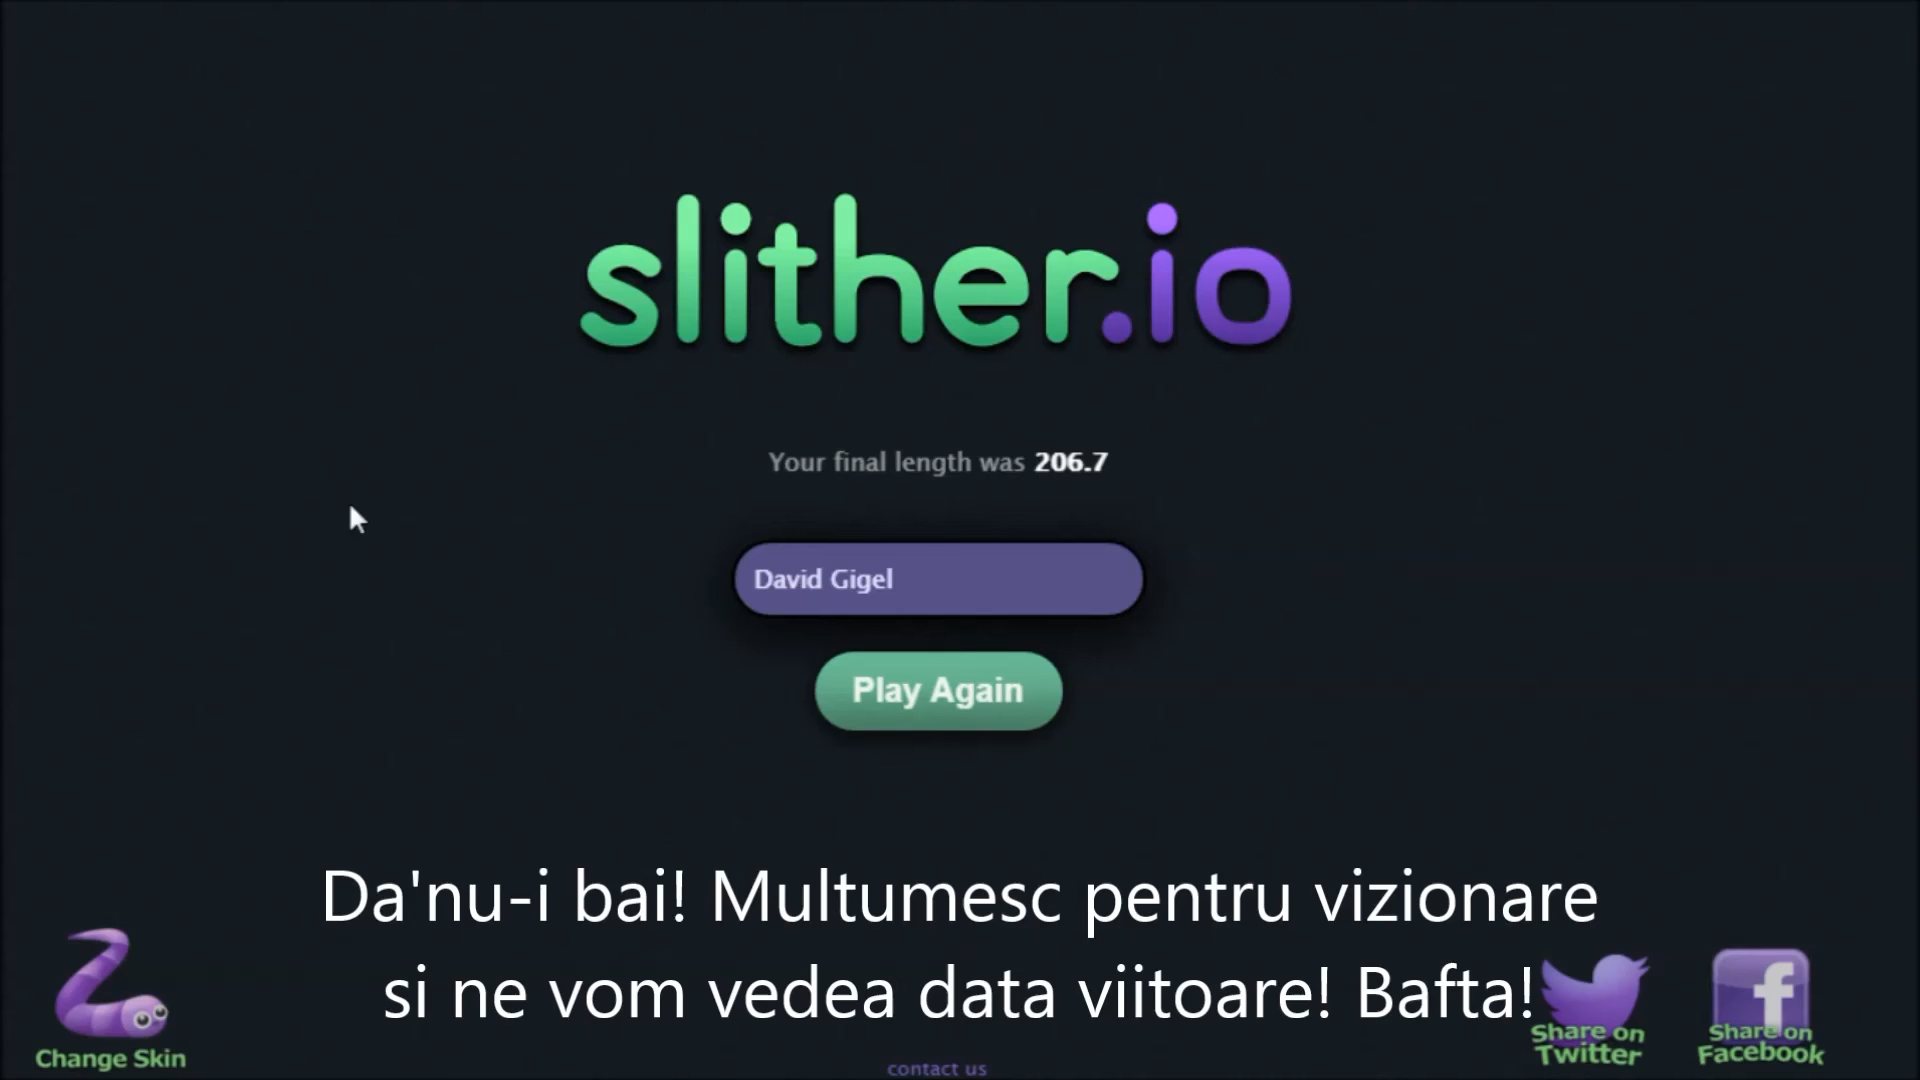 slither.io
Your final length was 206.7
David Gigel
Play Again
Da'nu-i bai! Multumesc pentru vizionare
si ne vom vedea data viitoare! Bafta!
Change Skin
contact us
Share on
Twitter
Share on
Facebook